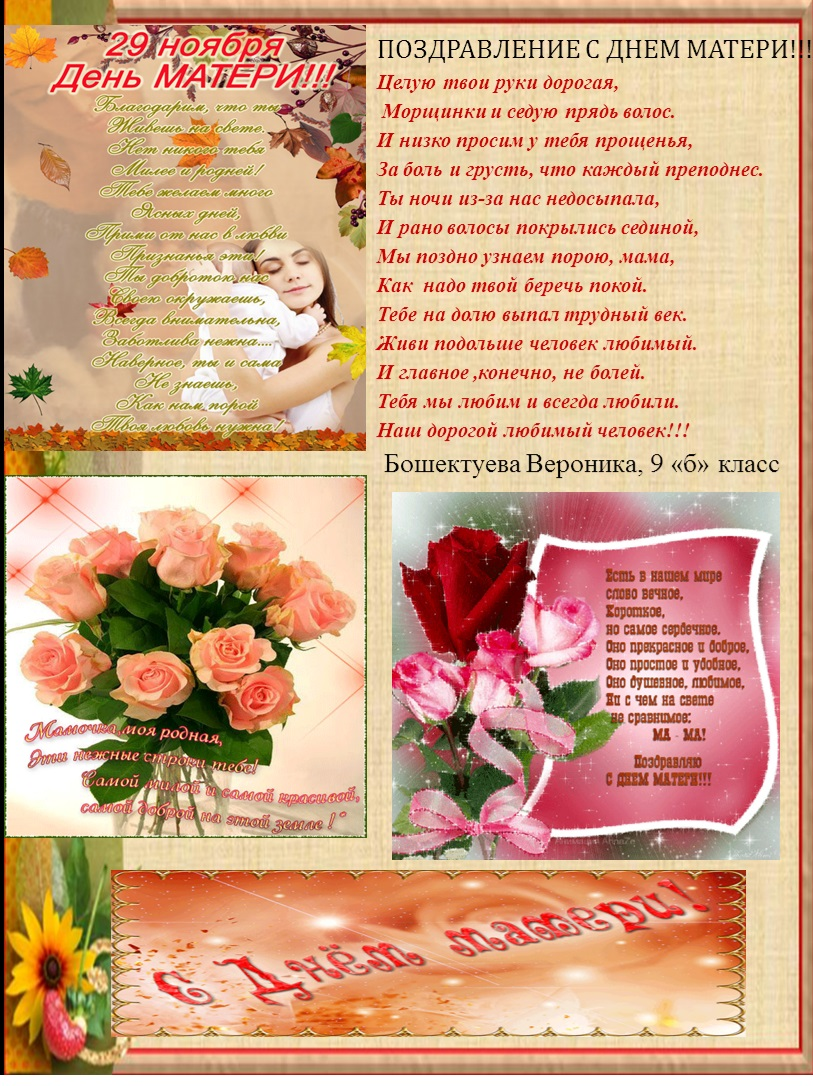 29 ноября
День МАТЕРИ!!!
Благодарим, что ты
Живешь на свете.
Нет никого тебя
Милее и родней!
Тебе желаем много
Ясных дней,
Прими от нас в любви
Признанья эти!
Ты добротою нас
Своею окружаешь,
Всегда внимательна,
Заботлива нежна....
Наверное, ты и сама
Не знаешь,
Как нам порой
Твоя любовь нужна!
ПОЗДРАВЛЕНИЕ С ДНЕМ МАТЕРИ!!!
Целую твои руки дорогая,
Морщинки и седую прядь волос.
И низко просим у тебя прощенья,
За боль и грусть, что каждый преподнес.
Ты ночи из-за нас недосыпала,
И рано волосы покрылись сединой,
Мы поздно узнаем порою, мама,
Как надо твой беречь покой.
Тебе на долю выпал трудный век.
Живи подольше человек любимый.
И главное ,конечно, не болей.
Тебя мы любим и всегда любили.
Наш дорогой любимый человек!!!
Бошектуева Вероника, 9 «б» класс
Мамочка моя родная,
Эти нежные строки тебе!
Самой милой и самой красивой,
самой доброй на этой земле !"
Есть в нашем мире
слово вечное,
Короткое,
но самое сердечное.
Оно прекрасное и доброе,
Оно простое и удобное,
Оно душевное, любимое,
Ни с чем на свете
не сравнимое:
МА - МА!
Поздравляю
С ДНЕМ МАТЕРИ!!!
С Днём матери!